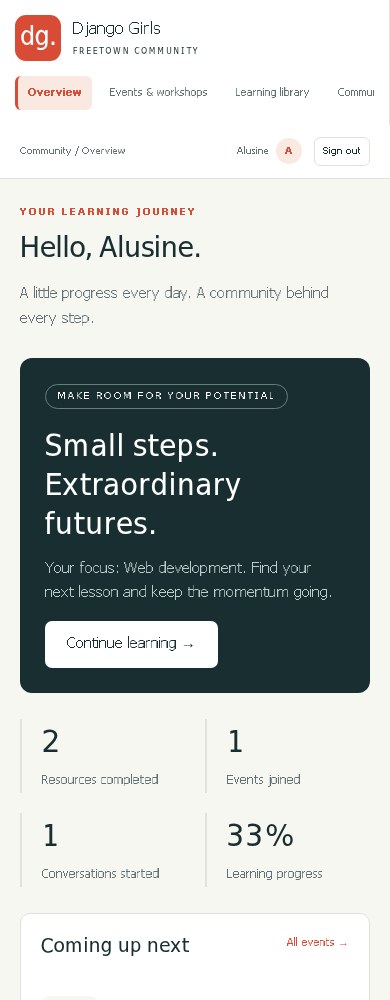 dg.
Django Girls
FREETOWN COMMUNITY
Overview
Events & workshops
Learning library
Commu
Community / Overview
Alusine
A
Sign out
YOUR LEARNING JOURNEY
Hello, Alusine.
A little progress every day. A community behind
every step.
MAKE ROOM FOR YOUR POTENTIAL
Small steps.
Extraordinary
futures.
Your focus: Web development. Find your
next lesson and keep the momentum going.
Continue learning →
2
Resources completed
1
Events joined
1
Conversations started
33%
Learning progress
Coming up next
All events →